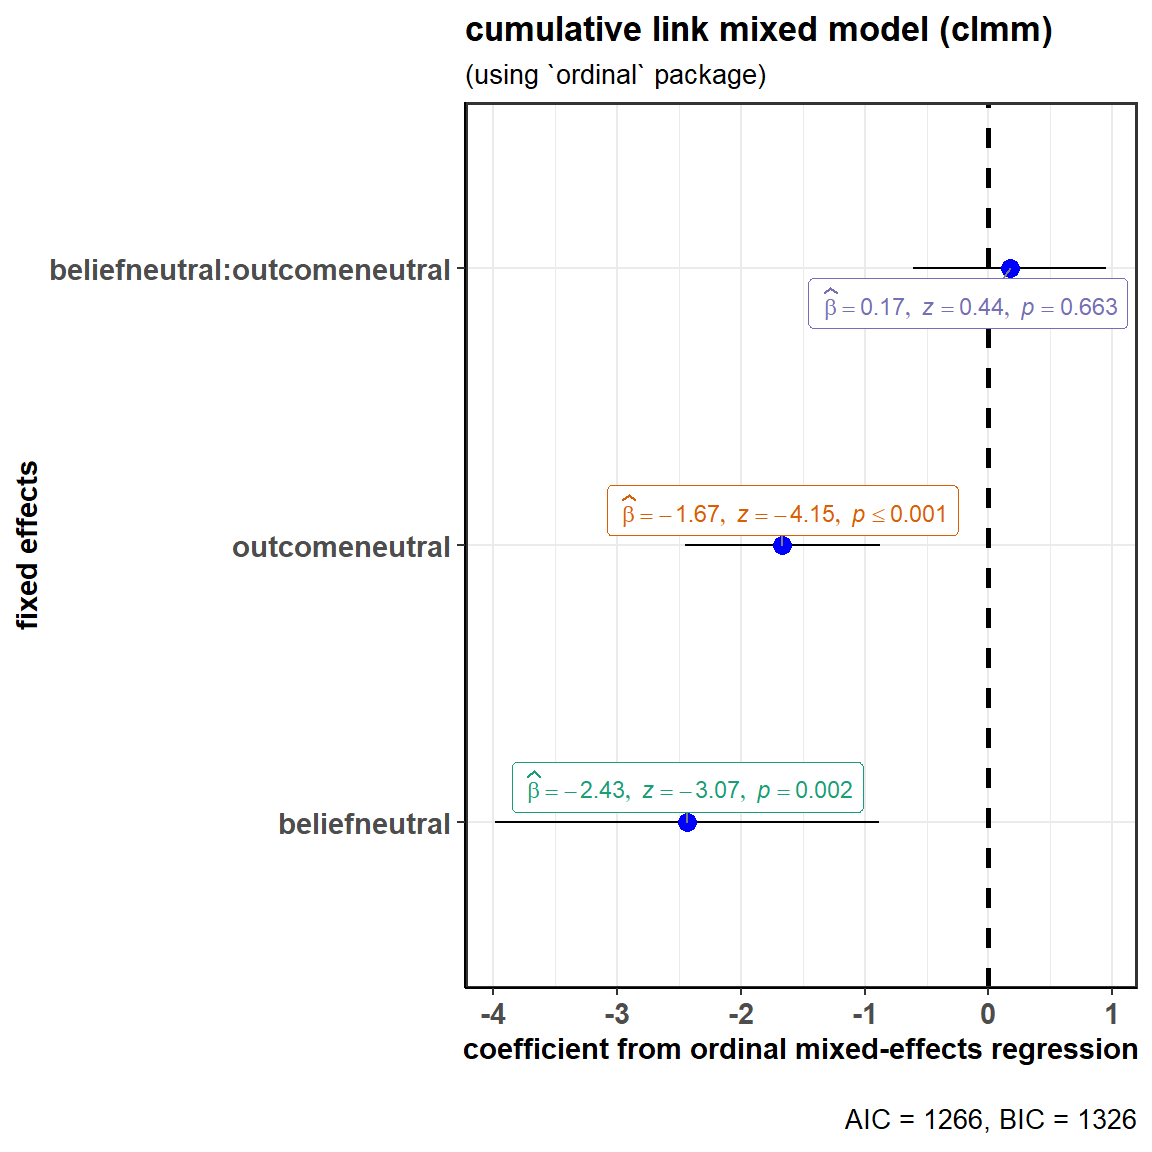 cumulative link mixed model (clmm)
(using `ordinal` package)
fixed effects
beliefneutral:outcomeneutral
β̂ = 0.17, z = 0.44, p = 0.663
outcomeneutral
β̂ = −1.67, z = −4.15, p ≤ 0.001
beliefneutral
β̂ = −2.43, z = −3.07, p = 0.002
-4 -3 -2 -1 0 1
coefficient from ordinal mixed-effects regression
AIC = 1266, BIC = 1326